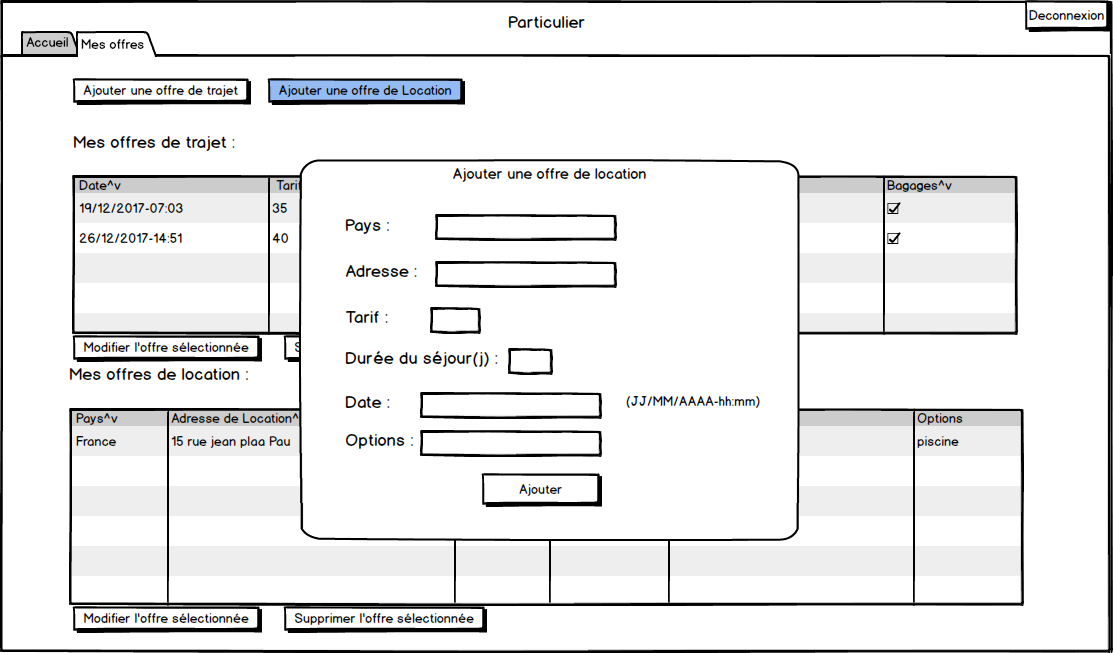 Particulier
Deconnexion
Accueil
Mes offres
Ajouter une offre de trajet
Ajouter une offre de Location
Mes offres de trajet :
Date^v
Tarif
Bagages^v
19/12/2017-07:03
35
26/12/2017-14:51
40
Modifier l'offre sélectionnée
S
Ajouter une offre de location
Pays :
Adresse :
Tarif :
Durée du séjour(j) :
Date :
(JJ/MM/AAAA-hh:mm)
Options :
Ajouter
Mes offres de location :
Pays^v
Adresse de Location^
Options
France
15 rue jean plaa Pau
piscine
Modifier l'offre sélectionnée
Supprimer l'offre sélectionnée